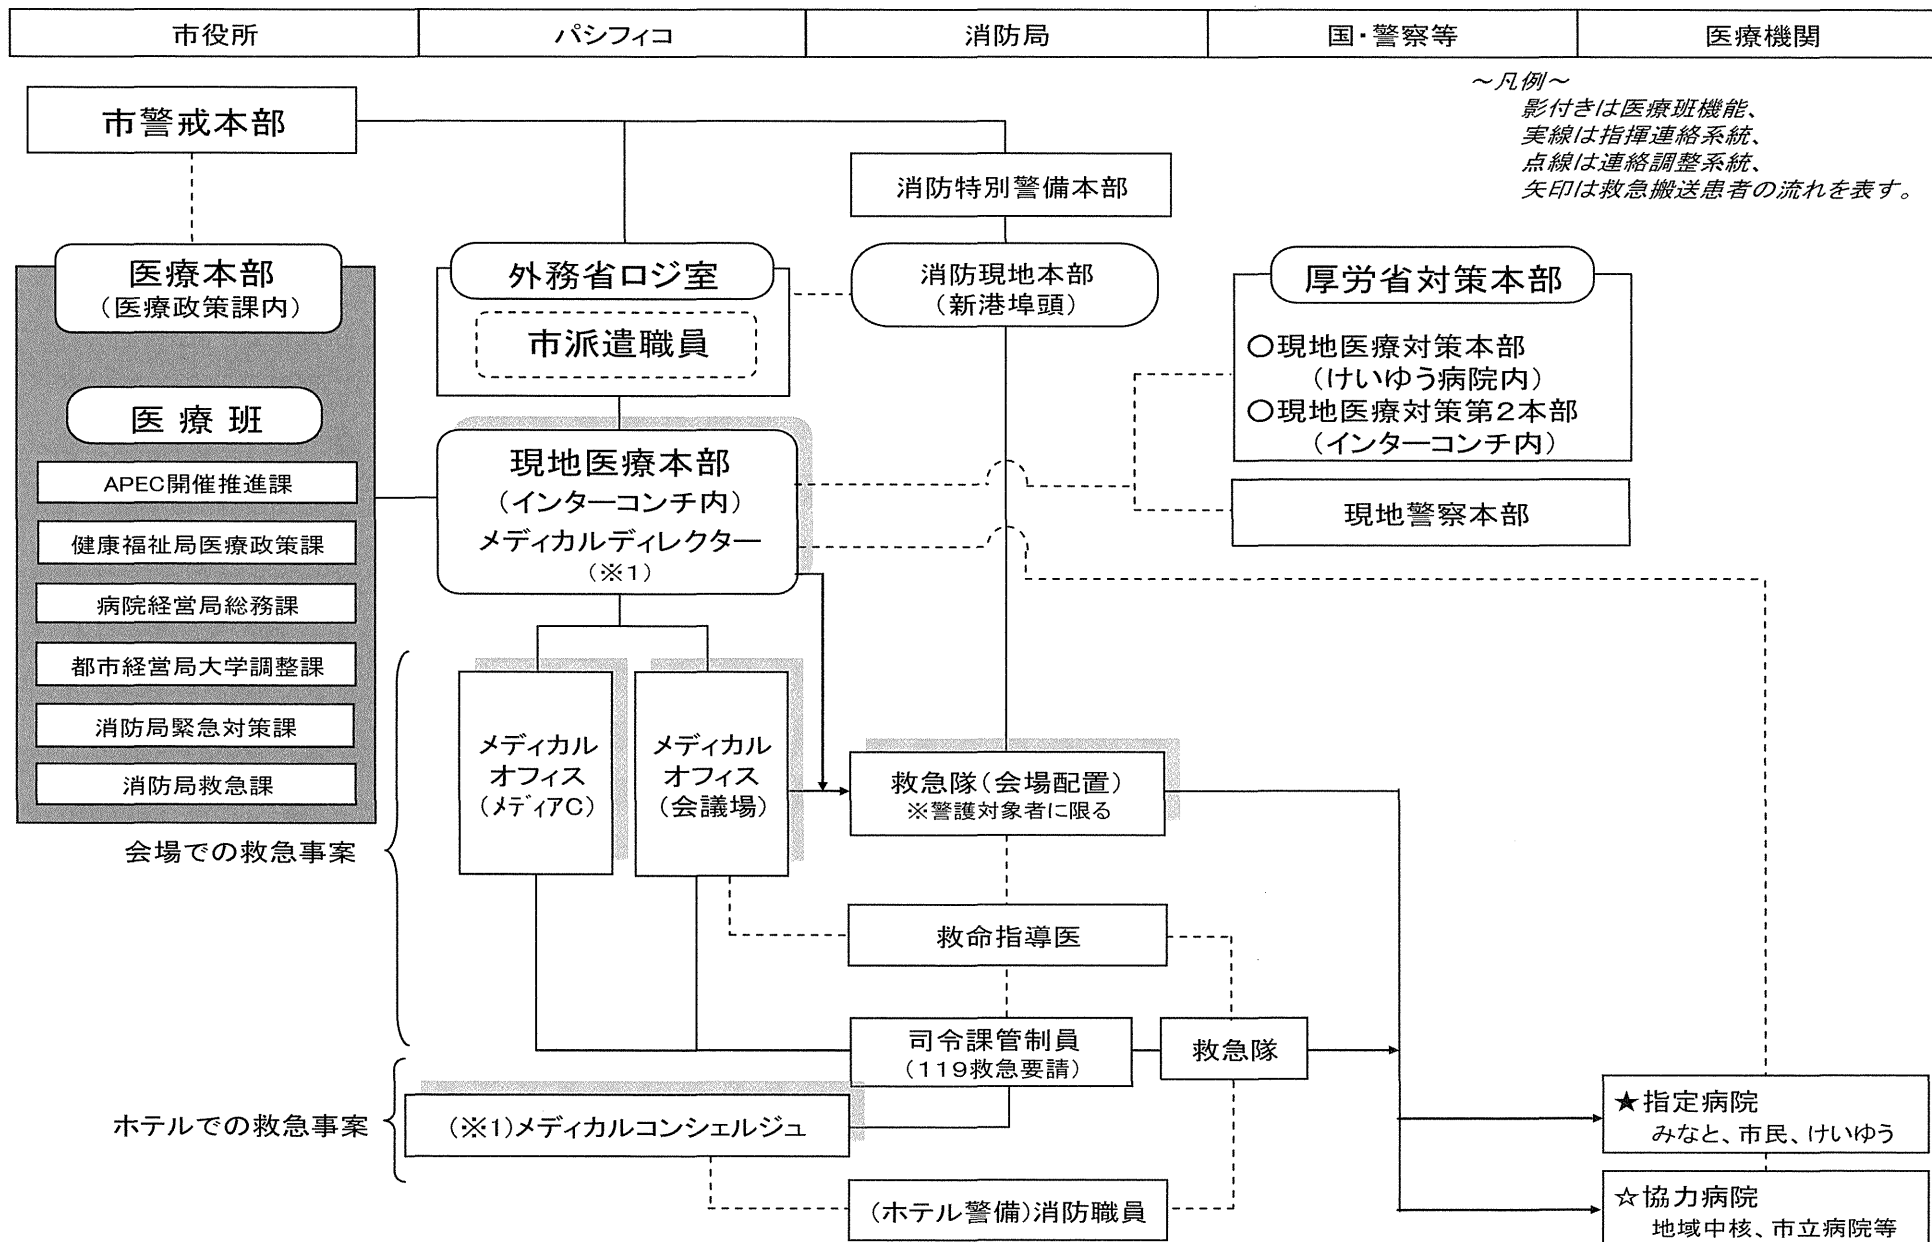 市役所
パシフィコ
消防局
国・警察等
医療機関
～凡例～
影付きは医療班機能、
実線は指揮連絡系統、
点線は連絡調整系統、
矢印は救急搬送患者の流れを表す。
市警戒本部
消防特別警備本部
医療本部
(医療政策課内)
外務省ロジ室
市派遣職員
消防現地本部
(新港埠頭)
厚労省対策本部
○現地医療対策本部
(けいゆう病院内)
○現地医療対策第2本部
(インターコンチ内)
現地警察本部
医療班
APEC開催推進課
健康福祉局医療政策課
病院経営局総務課
都市経営局大学調整課
消防局緊急対策課
消防局救急課
現地医療本部
(インターコンチ内)
メディカルディレクター
(※1)
メディカル
オフィス
(メディアC)
メディカル
オフィス
(会議場)
救急隊(会場配置)
※警護対象者に限る
会場での救急事案
救命指導医
司令課管制員
(119救急要請)
救急隊
ホテルでの救急事案
(※1)メディカルコンシェルジュ
(ホテル警備)消防職員
★指定病院
みなと、市民、けいゆう
☆協力病院
地域中核、市立病院等